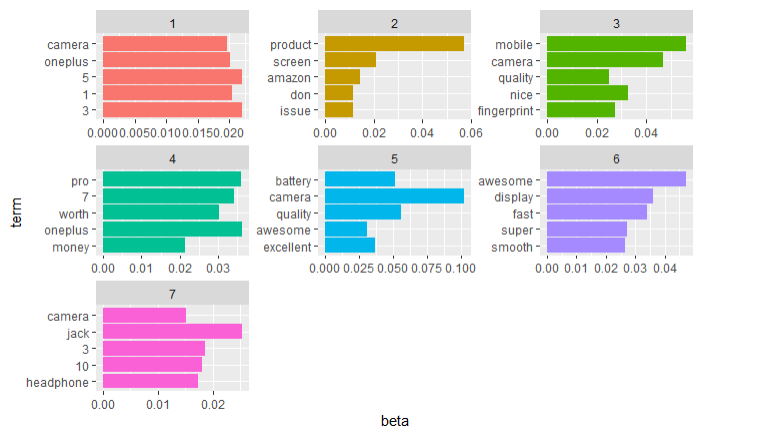 1
camera
oneplus
5
1
3
0.000 0.005 0.010 0.015 0.020
2
product
screen
amazon
don
issue
0.00 0.02 0.04 0.06
3
mobile
camera
quality
nice
fingerprint
0.00 0.02 0.04
4
pro
7
worth
oneplus
money
0.00 0.01 0.02 0.03
5
battery
camera
quality
awesome
excellent
0.000 0.025 0.050 0.075 0.100
6
awesome
display
fast
super
smooth
0.00 0.01 0.02 0.03 0.04
7
camera
jack
3
10
headphone
0.00 0.01 0.02
term
beta